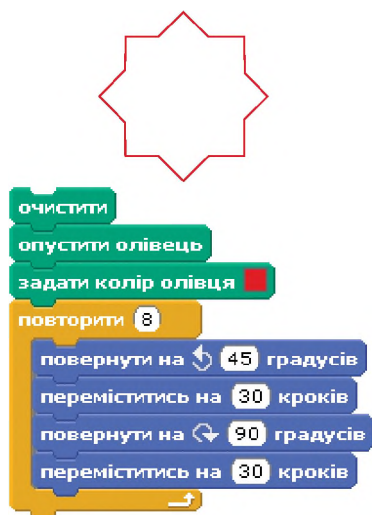 очистити
опустити олівець
задати колір олівця
повторити 8
повернути на 45 градусів
переміститись на 30 кроків
повернути на 90 градусів
переміститись на 30 кроків